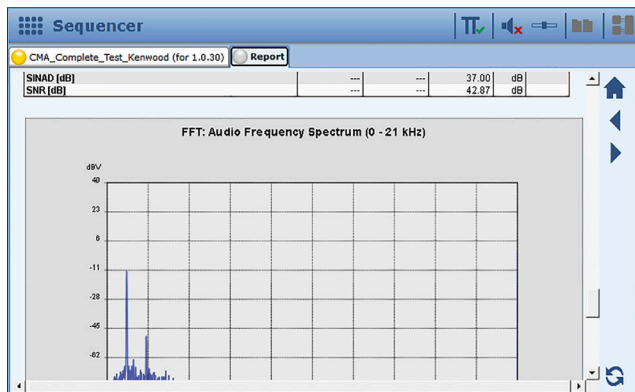 Sequencer
CMA_Complete_Test_Kenwood (for 1.0.30) Report
SINAD [dB] --- --- 37.00 dB
SNR [dB] --- --- 42.87 dB
FFT: Audio Frequency Spectrum (0 - 21 kHz)
dBV
40
23
6
-11
-28
-45
-62